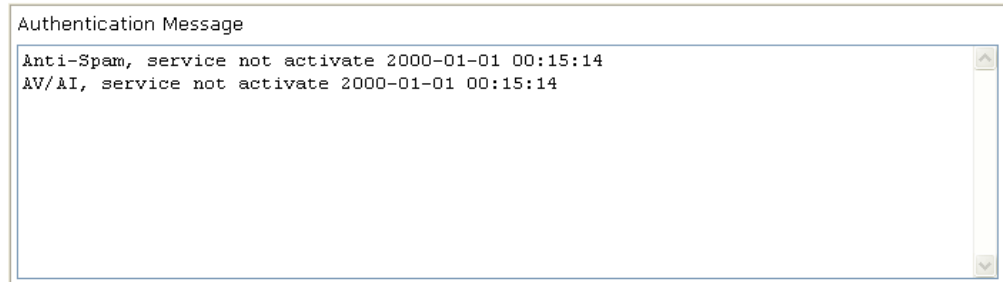 Authentication Message
Anti-Spam, service not activate 2000-01-01 00:15:14
AV/AI, service not activate 2000-01-01 00:15:14